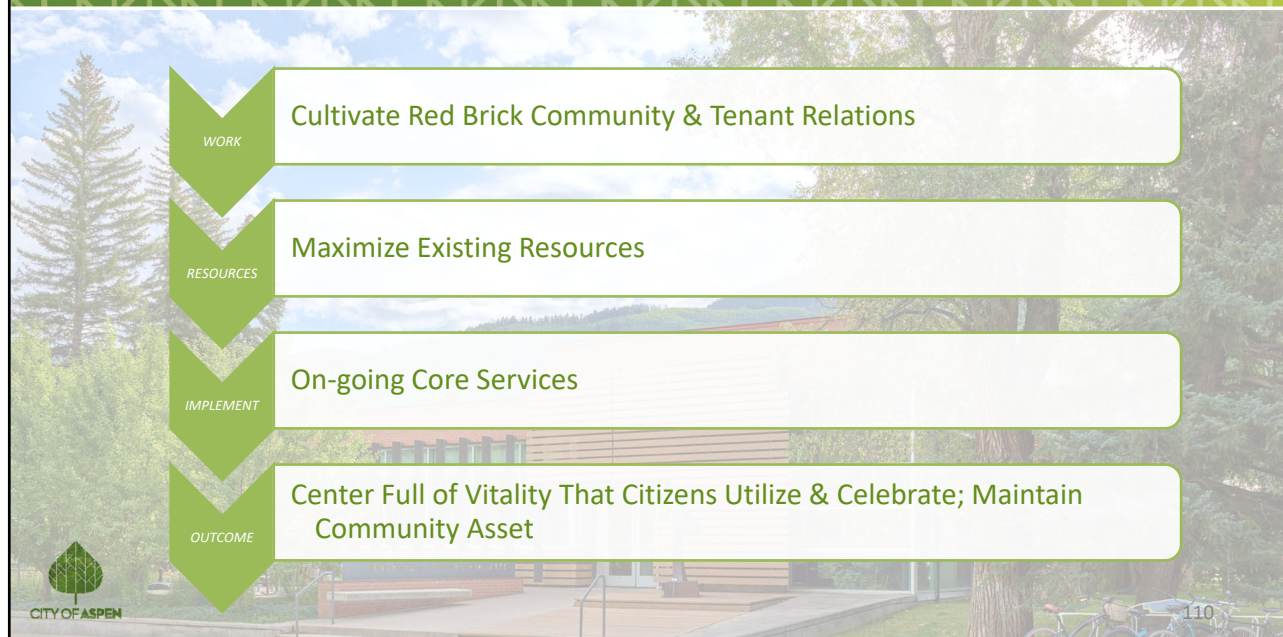 WORK
Cultivate Red Brick Community & Tenant Relations
RESOURCES
Maximize Existing Resources
IMPLEMENT
On-going Core Services
OUTCOME
Center Full of Vitality That Citizens Utilize & Celebrate; Maintain
Community Asset
CITY OF ASPEN
110